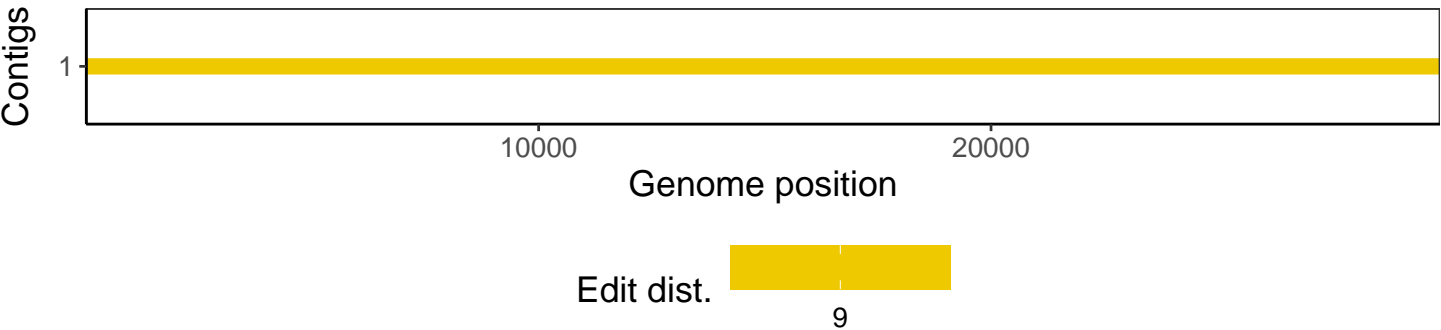 Contigs
1
10000 20000
Genome position
Edit dist.
9